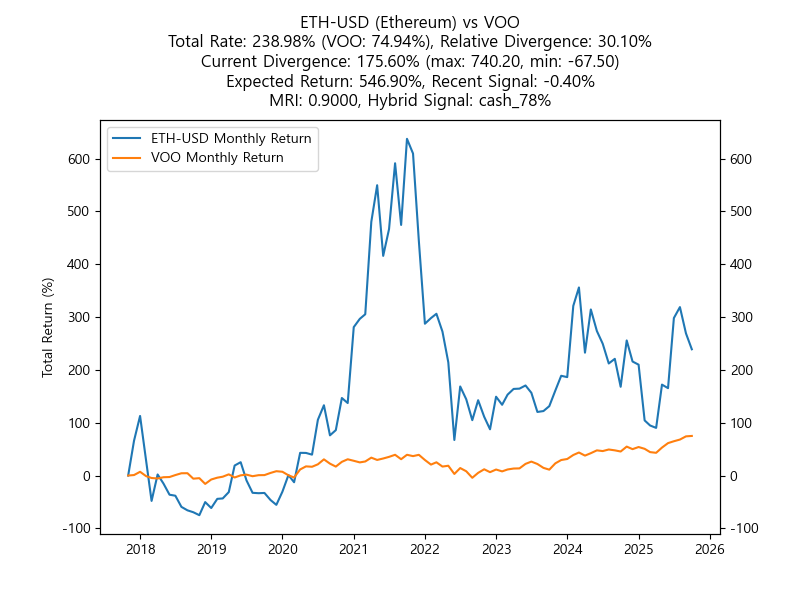 ETH-USD (Ethereum) vs VOO
Total Rate: 238.98% (VOO: 74.94%), Relative Divergence: 30.10%
Current Divergence: 175.60% (max: 740.20, min: -67.50)
Expected Return: 546.90%, Recent Signal: -0.40%
MRI: 0.9000, Hybrid Signal: cash_78%
ETH-USD Monthly Return
VOO Monthly Return
Total Return (%)
600
500
400
300
200
100
0
-100
600
500
400
300
200
100
0
-100
2018 2019 2020 2021 2022 2023 2024 2025 2026